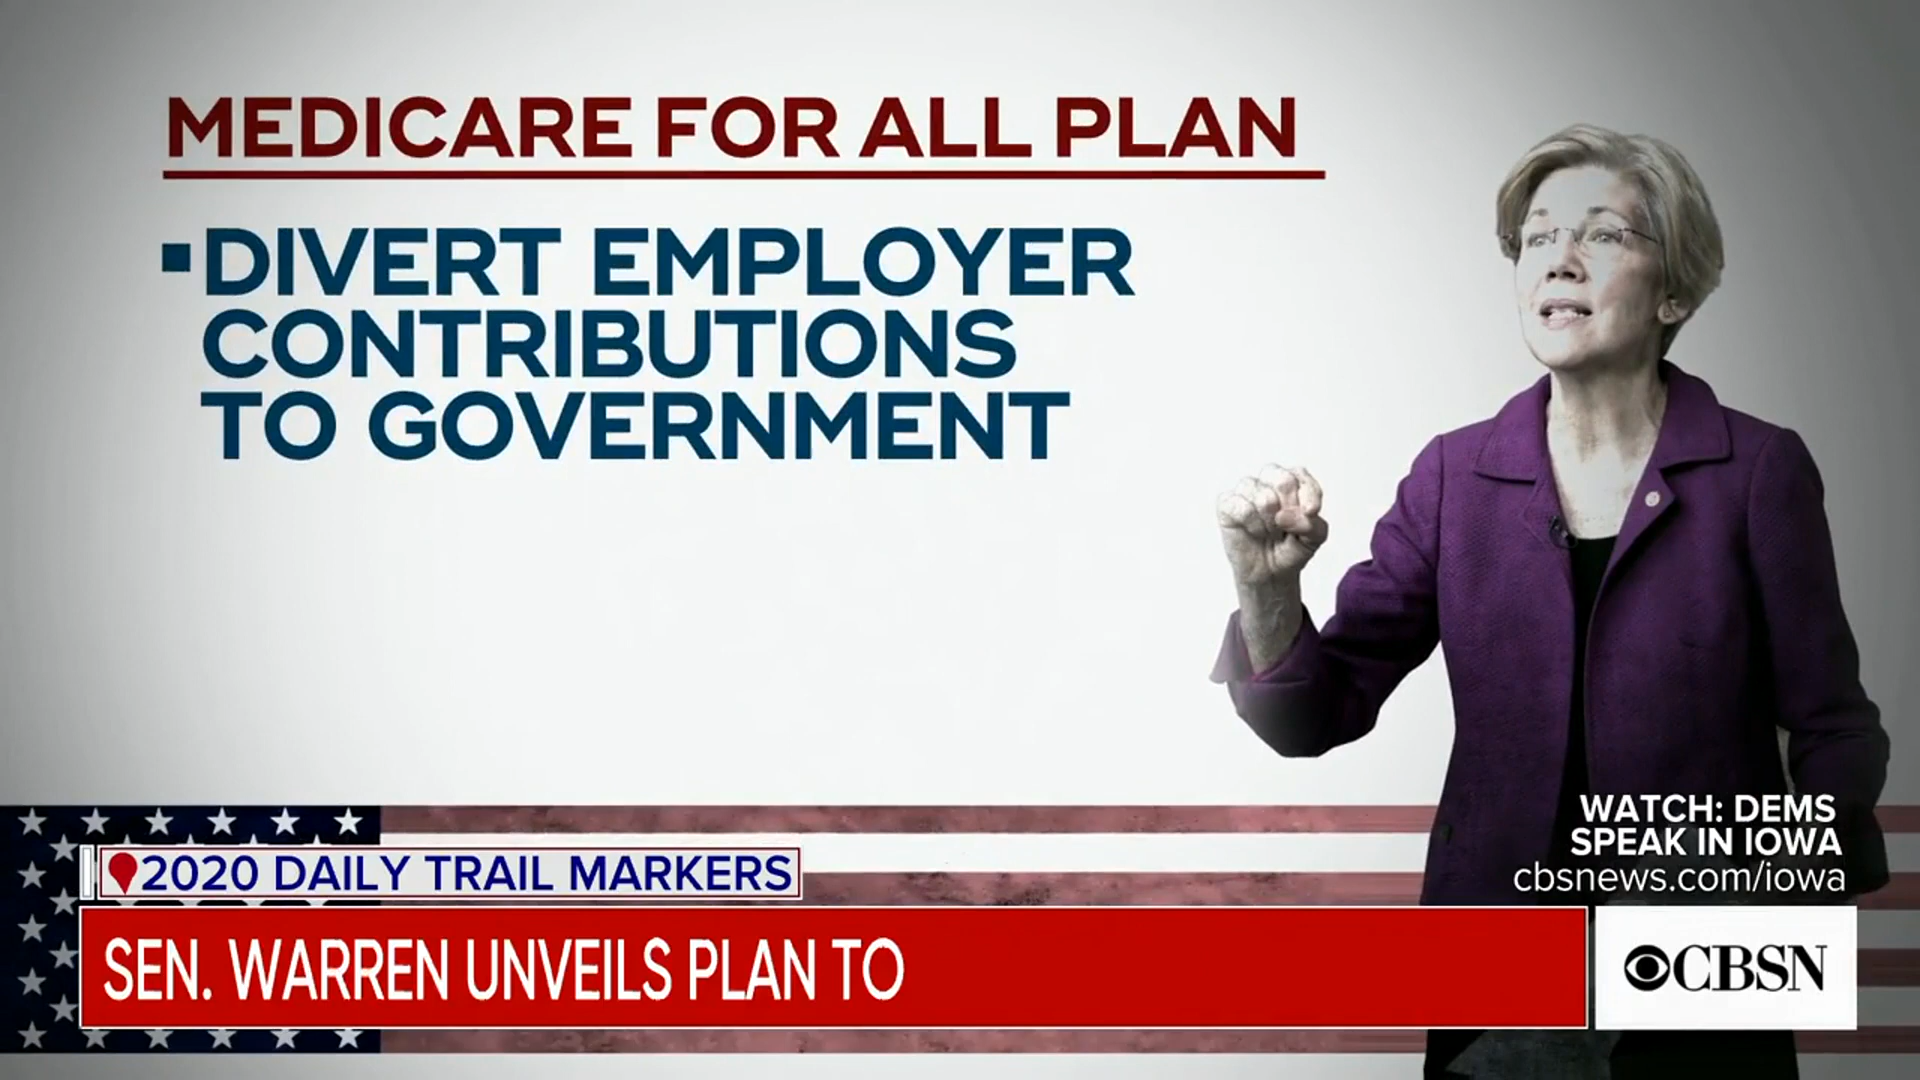 MEDICARE FOR ALL PLAN
DIVERT EMPLOYER
CONTRIBUTIONS
TO GOVERNMENT
WATCH: DEMS
SPEAK IN IOWA
cbsnews.com/iowa
2020 DAILY TRAIL MARKERS
SEN. WARREN UNVEILS PLAN TO
CBSN